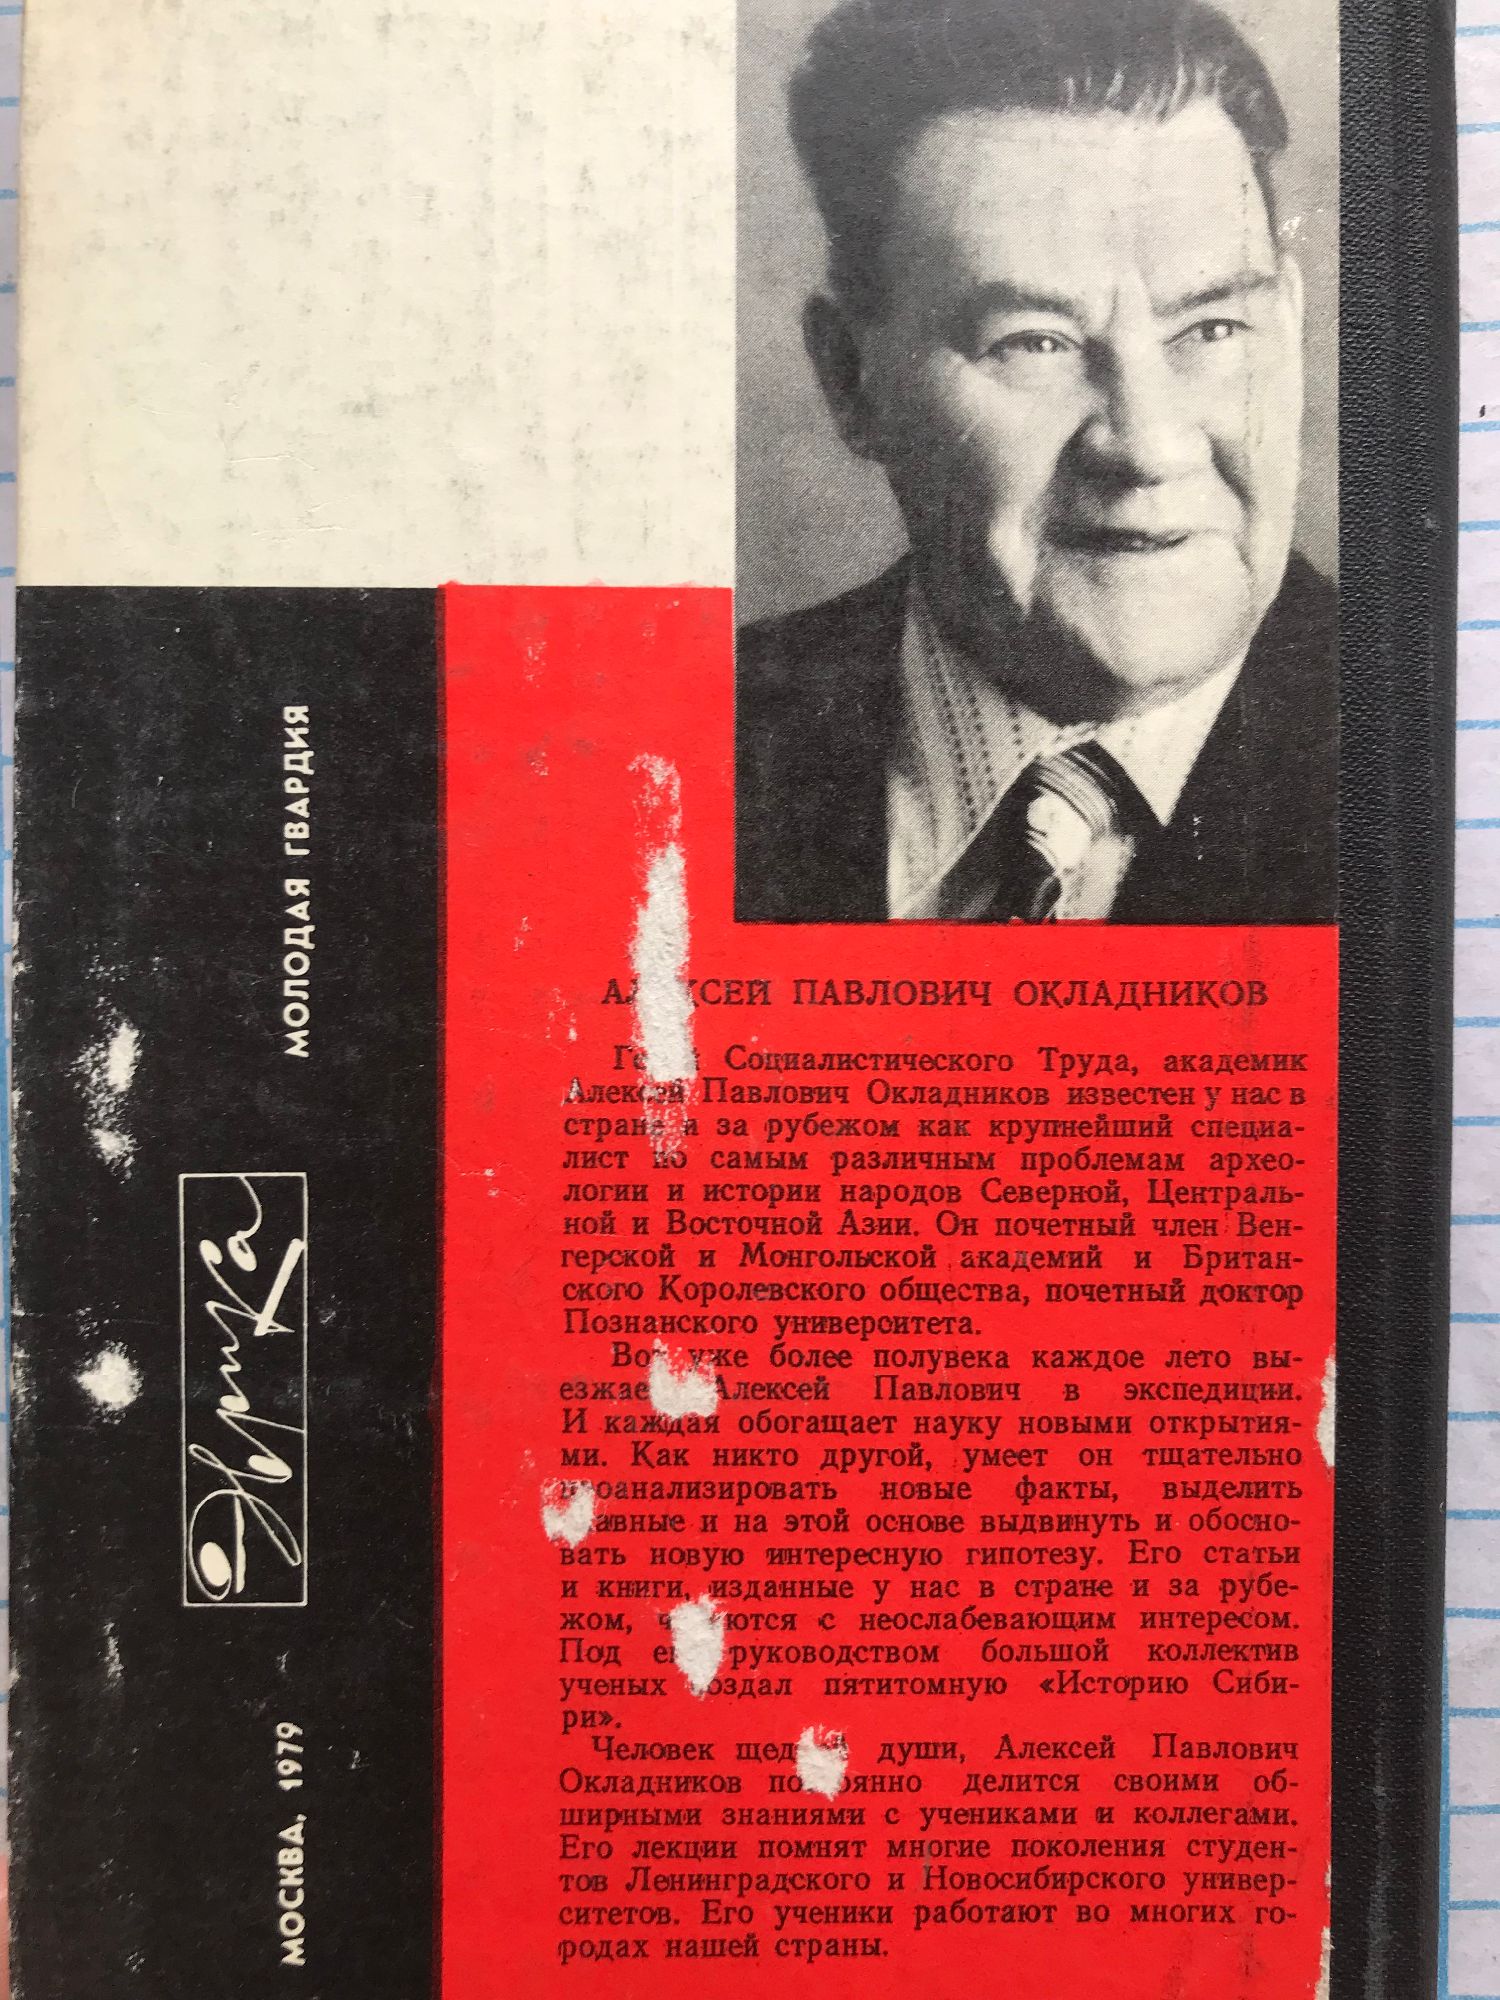 АЛЕКСЕЙ ПАВЛОВИЧ ОКЛАДНИКОВ
Герой Социалистического Труда, академик
Алексей Павлович Окладников известен у нас в
стране и за рубежом как крупнейший специа-
лист по самым различным проблемам архео-
логии и истории народов Северной, Централь-
ной и Восточной Азии. Он почетный член Вен-
герской и Монгольской академий и Британ-
ского Королевского общества, почетный доктор
Познанского университета.
Вот уже более полувека каждое лето вы-
езжает Алексей Павлович в экспедиции.
И каждая обогащает науку новыми открытия-
ми. Как никто другой, умеет он тщательно
проанализировать новые факты, выделить
главные и на этой основе выдвинуть и обосно-
вать новую интересную гипотезу. Его статьи
и книги, изданные у нас в стране и за рубе-
жом, читаются с неослабевающим интересом.
Под его руководством большой коллектив
ученых создал пятитомную «Историю Сиби-
ри».
Человек щедрой души, Алексей Павлович
Окладников постоянно делится своими об-
ширными знаниями с учениками и коллегами.
Его лекции помнят многие поколения студен-
тов Ленинградского и Новосибирского универ-
ситетов. Его ученики работают во многих го-
родах нашей страны.
МОСКВА. 1979
Эврика
МОЛОДАЯ ГВАРДИЯ